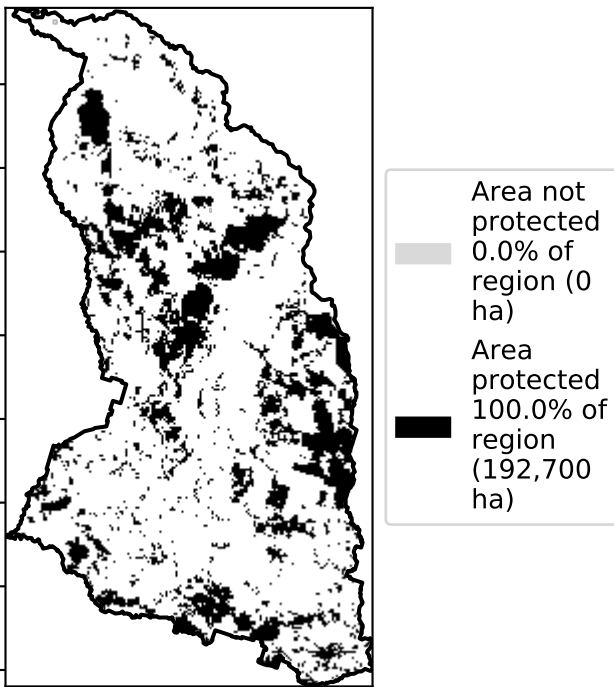 Area not
protected
0.0% of
region (0
ha)
Area
protected
100.0% of
region
(192,700
ha)